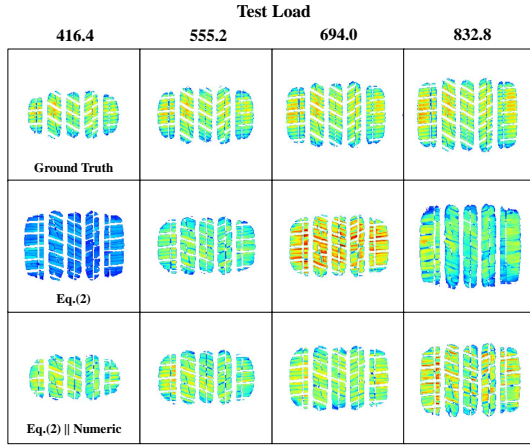 Test Load
416.4 555.2 694.0 832.8
Ground Truth
Eq.(2)
Eq.(2) || Numeric